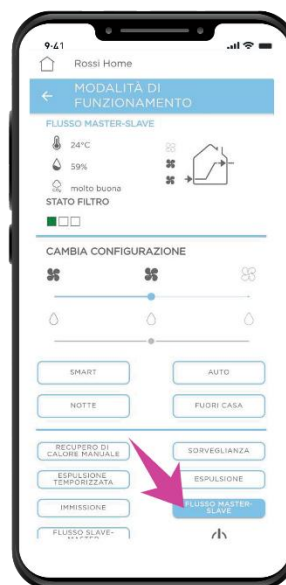 9:41
Rossi Home
MODALITÀ DI
FUNZIONAMENTO
FLUSSO MASTER-SLAVE
24°C
59%
molto buona
STATO FILTRO
CAMBIA CONFIGURAZIONE
SMART
AUTO
NOTTE
FUORI CASA
RECUPERO DI
CALORE MANUALE
SORVEGLIANZA
ESPULSIONE
TEMPORIZZATA
ESPULSIONE
IMMISSIONE
FLUSSO MASTER-
SLAVE
FLUSSO SLAVE-
MASTER